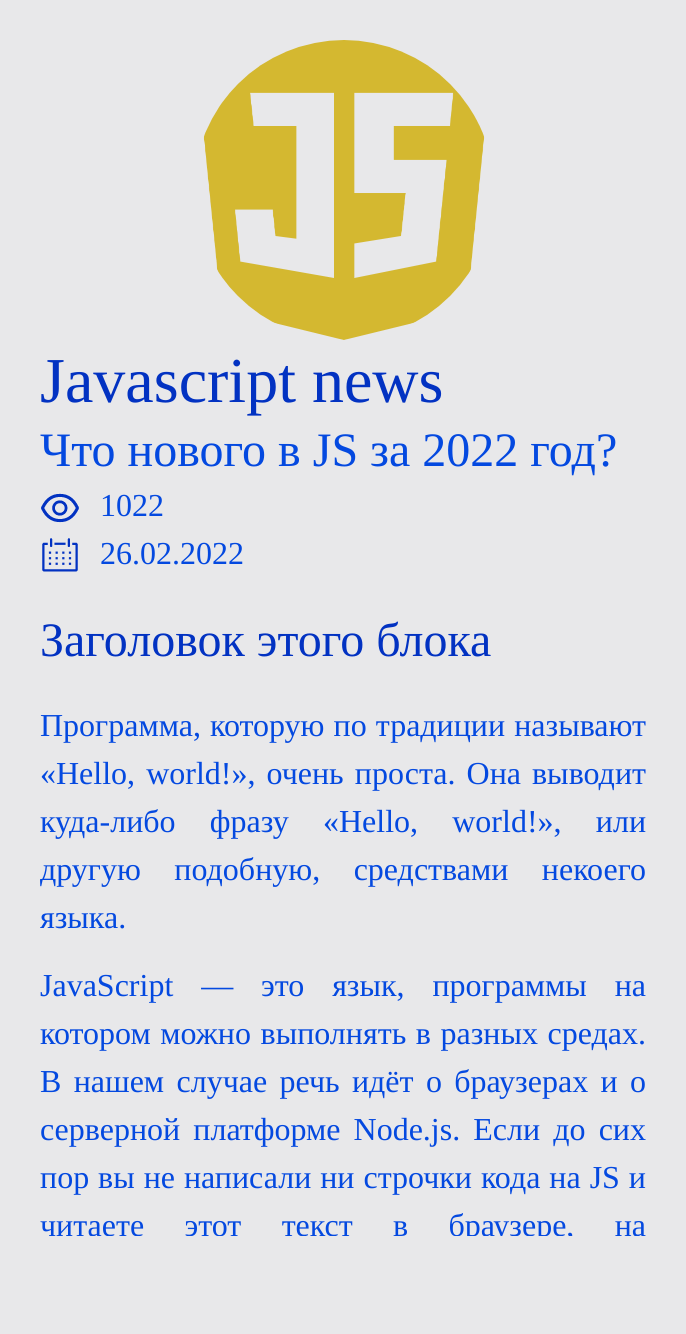 JS
Javascript news
Что нового в JS за 2022 год?
1022
26.02.2022
Заголовок этого блока
Программа, которую по традиции называют
«Hello, world!», очень проста. Она выводит
куда-либо фразу «Hello, world!», или
другую подобную, средствами некоего
языка.
JavaScript — это язык, программы на
котором можно выполнять в разных средах.
В нашем случае речь идёт о браузерах и о
серверной платформе Node.js. Если до сих
пор вы не написали ни строчки кода на JS и
читаете этот текст в браузере, на